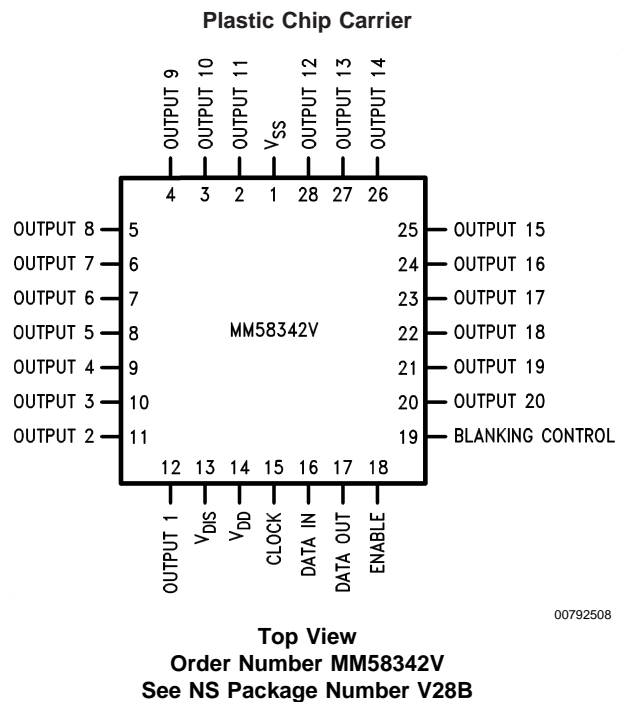 Plastic Chip Carrier
OUTPUT 9
OUTPUT 10
OUTPUT 11
VSS
OUTPUT 12
OUTPUT 13
OUTPUT 14
4 3 2 1 28 27 26
OUTPUT 8 5 25 OUTPUT 15
OUTPUT 7 6 24 OUTPUT 16
OUTPUT 6 7 23 OUTPUT 17
OUTPUT 5 8 MM58342V 22 OUTPUT 18
OUTPUT 4 9 21 OUTPUT 19
OUTPUT 3 10 20 OUTPUT 20
OUTPUT 2 11 19 BLANKING CONTROL
12 13 14 15 16 17 18
OUTPUT 1
VDIS
VDD
CLOCK
DATA IN
DATA OUT
ENABLE
00792508
Top View
Order Number MM58342V
See NS Package Number V28B